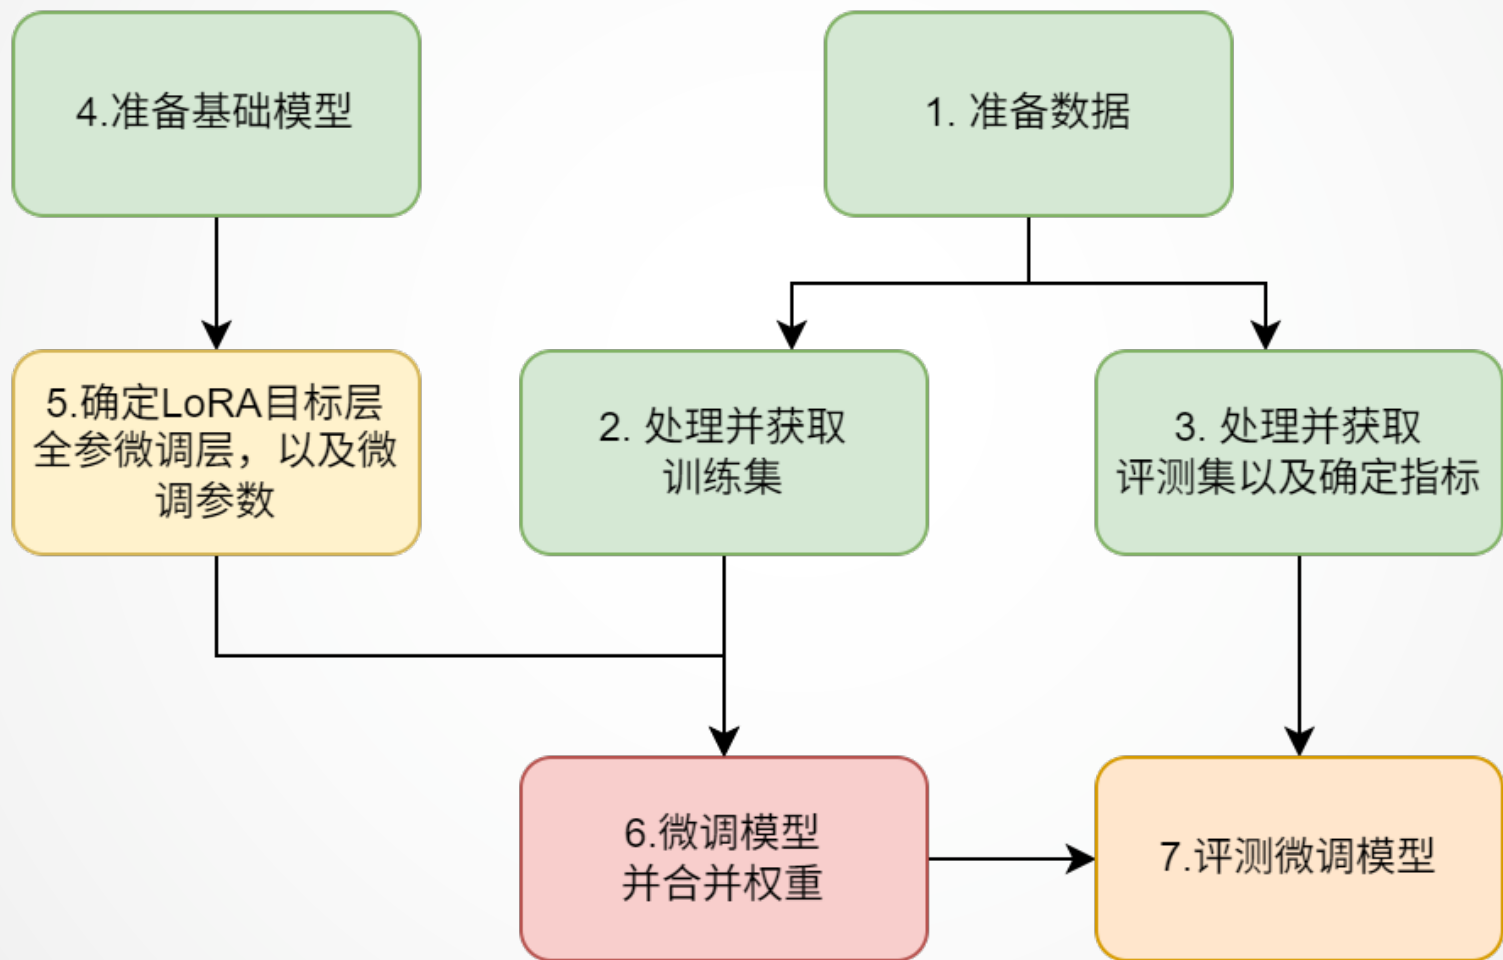 4.准备基础模型
1. 准备数据
5.确定LoRA目标层
全参微调层，以及微
调参数
2. 处理并获取
训练集
3. 处理并获取
评测集以及确定指标
6.微调模型
并合并权重
7.评测微调模型